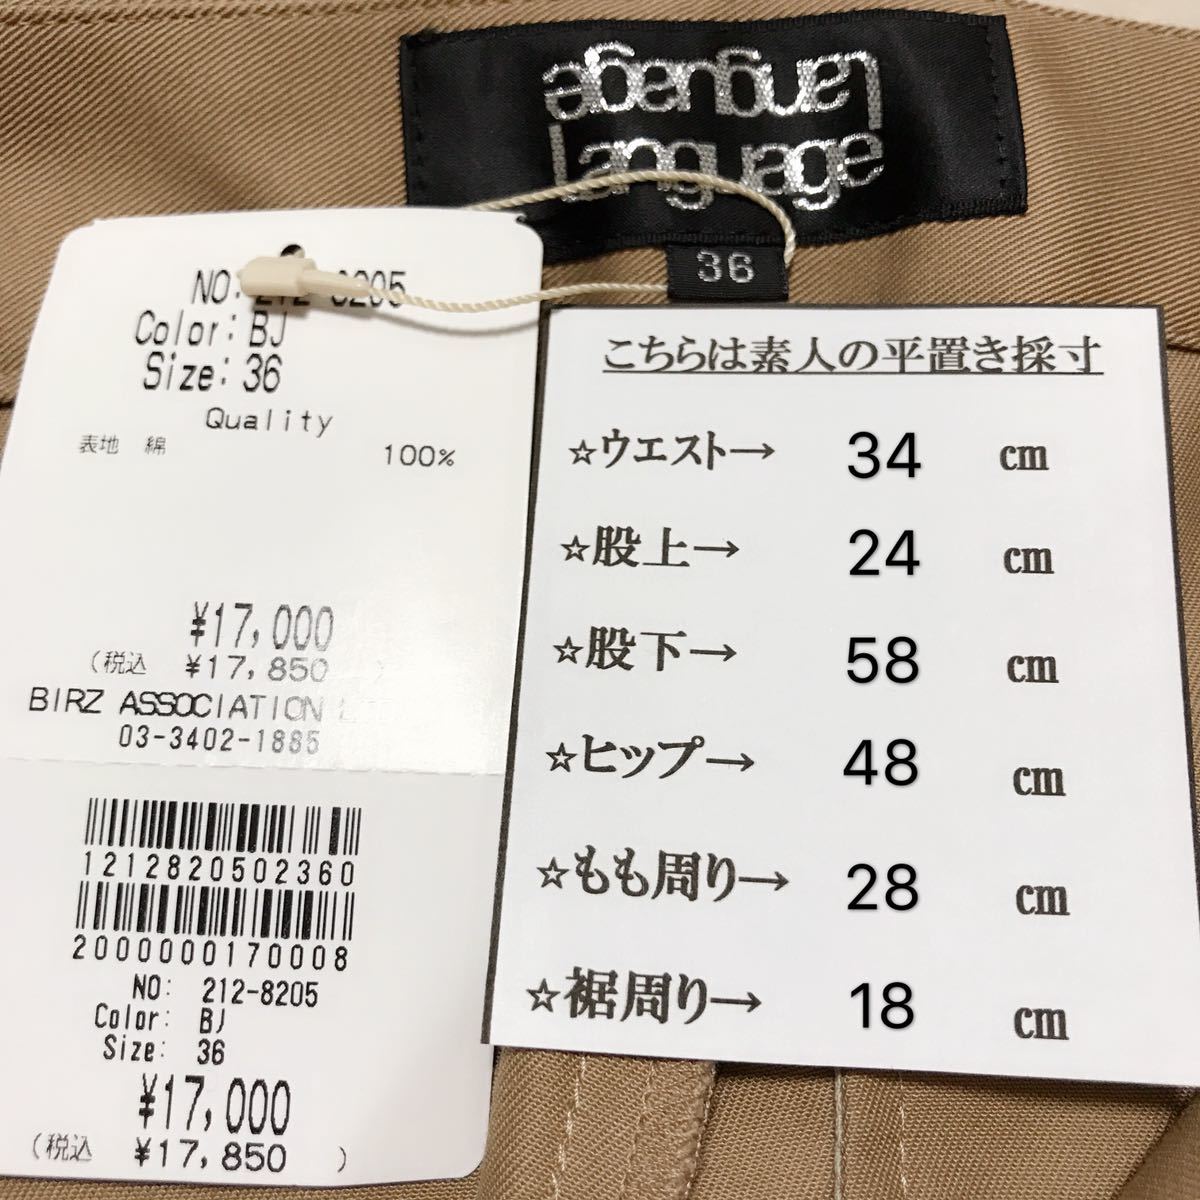 Language
Language
36
NO: 212-8205
Color: BJ
Size: 36
Quality
表地 綿 100%
¥17,000
(税込 ¥17,850 )
BIRZ ASSOCIATION
03-3402-1885
1212820502360
2000000170008
NO: 212-8205
Color: BJ
Size: 36
¥17,000
(税込 ¥17,850 )
こちらは素人の平置き採寸
☆ウエスト→ 34 cm
☆股上→ 24 cm
☆股下→ 58 cm
☆ヒップ→ 48 cm
☆もも周り→ 28 cm
☆裾周り→ 18 cm